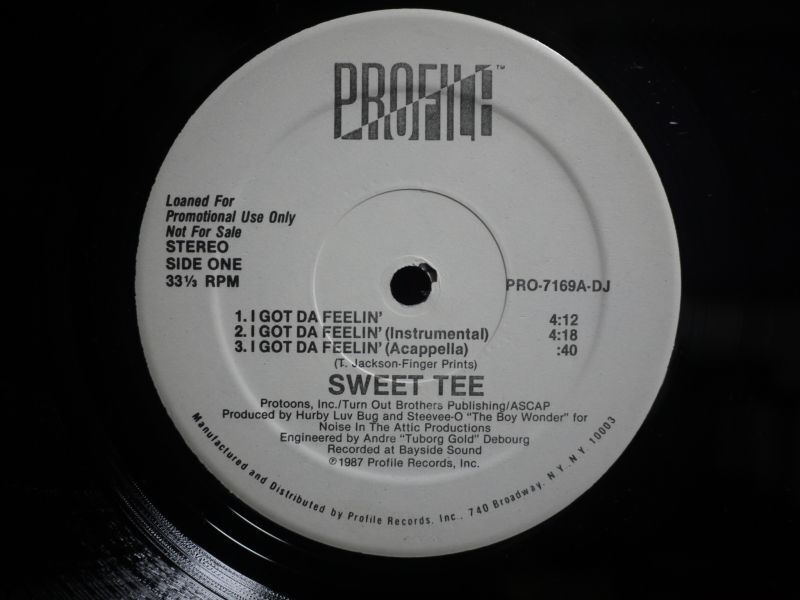 PROFILE™
Loaned For
Promotional Use Only
Not For Sale
STEREO
SIDE ONE
33⅓ RPM
PRO-7169A-DJ
1. I GOT DA FEELIN' 4:12
2. I GOT DA FEELIN' (Instrumental) 4:18
3. I GOT DA FEELIN' (Acappella) :40
(T. Jackson-Finger Prints)
SWEET TEE
Protoons, Inc./Turn Out Brothers Publishing/ASCAP
Produced by Hurby Luv Bug and Steevee-O "The Boy Wonder" for
Noise In The Attic Productions
Engineered by Andre "Tuborg Gold" Debourg
Recorded at Bayside Sound
℗1987 Profile Records, Inc.
Manufactured and Distributed by Profile Records, Inc., 740 Broadway, N.Y., N.Y. 10003